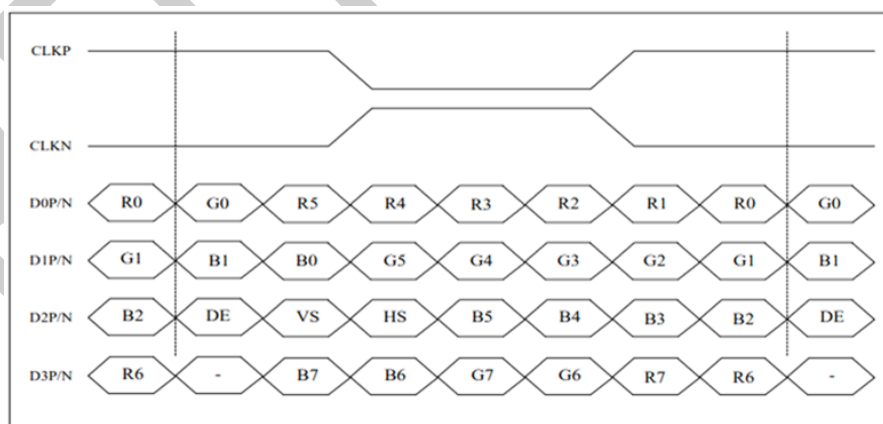 CLKP
CLKN
D0P/N R0 G0 R5 R4 R3 R2 R1 R0 G0
D1P/N G1 B1 B0 G5 G4 G3 G2 G1 B1
D2P/N B2 DE VS HS B5 B4 B3 B2 DE
D3P/N R6 - B7 B6 G7 G6 R7 R6 -